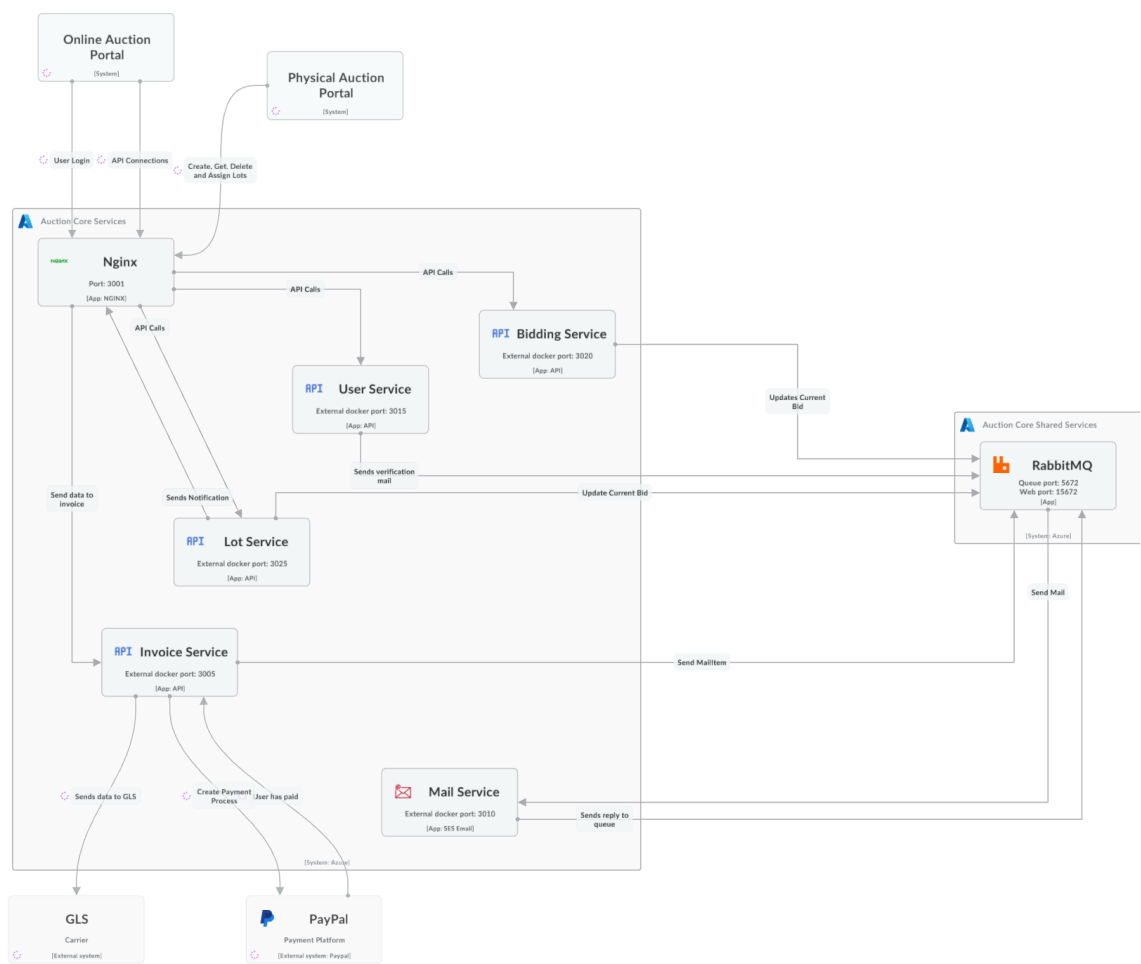 Online Auction
Portal
[System]
Physical Auction
Portal
[System]
User Login
API Connections
Create, Get, Delete
and Assign Lots
Auction Core Services
NGINX
Nginx
Port: 3001
[App: NGINX]
API Calls
API Calls
API Calls
API Bidding Service
External docker port: 3020
[App: API]
API User Service
External docker port: 3015
[App: API]
Updates Current
Bid
Auction Core Shared Services
RabbitMQ
Queue port: 5672
Web port: 15672
[App]
[System: Azure]
Sends verification
mail
Send data to
invoice
Sends Notification
Update Current Bid
API Lot Service
External docker port: 3025
[App: API]
Send Mail
API Invoice Service
External docker port: 3005
[App: API]
Send MailItem
Sends data to GLS
Create Payment
Process
User has paid
Mail Service
External docker port: 3010
[App: SES Email]
Sends reply to
queue
[System: Azure]
GLS
Carrier
[External system]
PayPal
Payment Platform
[External system: Paypal]